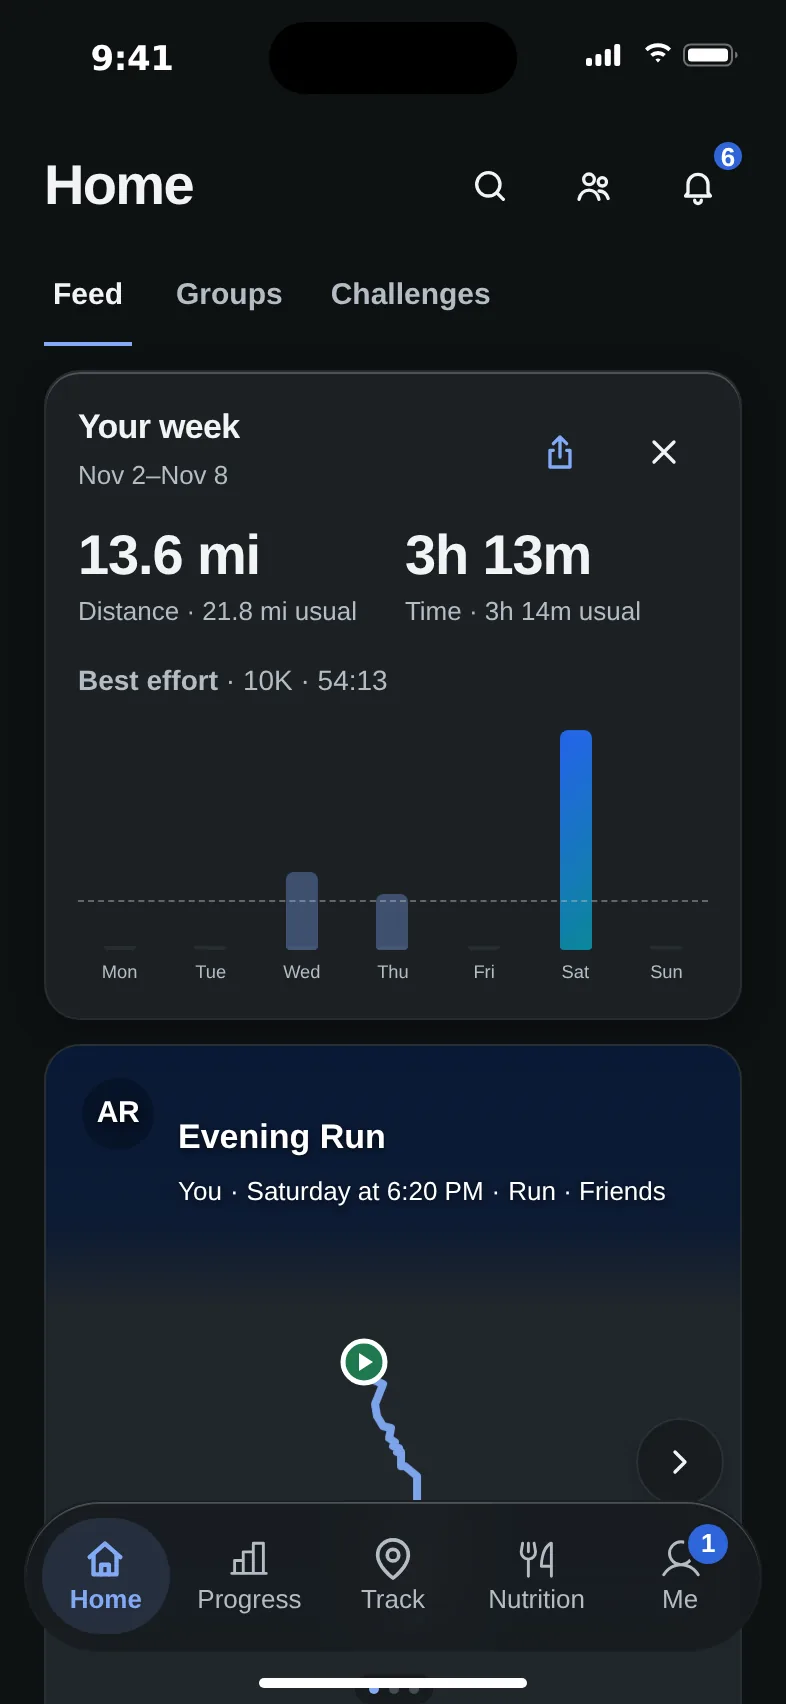 9:41
Home
6
Feed Groups Challenges
Your week
Nov 2–Nov 8
13.6 mi 3h 13m
Distance · 21.8 mi usual Time · 3h 14m usual
Best effort · 10K · 54:13
Mon Tue Wed Thu Fri Sat Sun
AR
Evening Run
You · Saturday at 6:20 PM · Run · Friends
1
Home Progress Track Nutrition Me